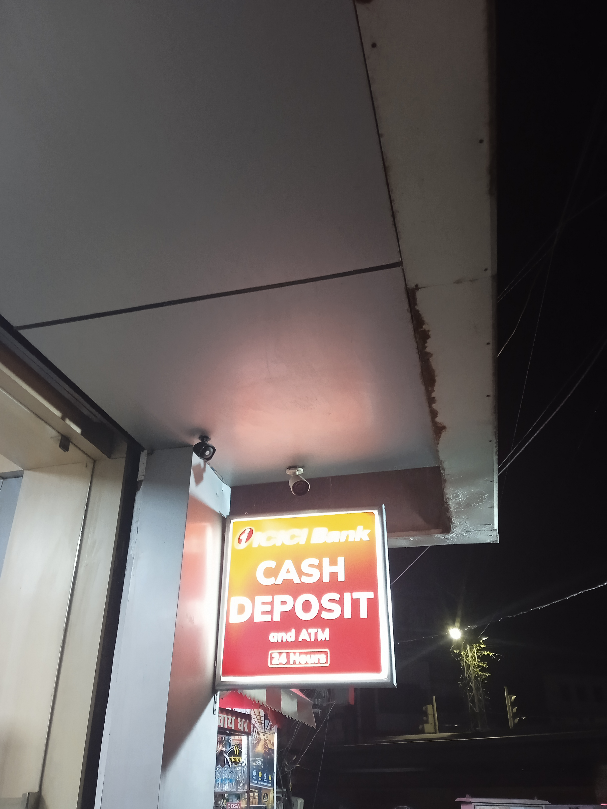 ICICI Bank
CASH
DEPOSIT
and ATM
24 Hours